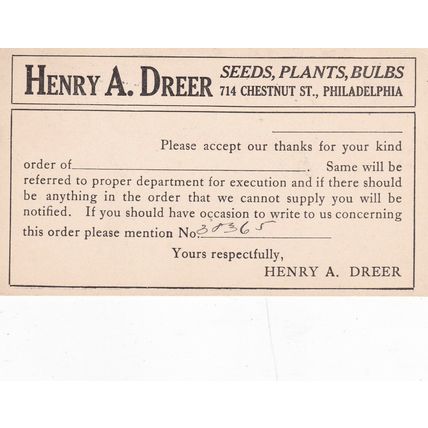 HENRY A. DREER SEEDS, PLANTS, BULBS
714 CHESTNUT ST., PHILADELPHIA
Please accept our thanks for your kind
order of. Same will be
referred to proper department for execution and if there should
be anything in the order that we cannot supply you will be
notified. If you should have occasion to write to us concerning
this order please mention No. 38365
Yours respectfully,
HENRY A. DREER